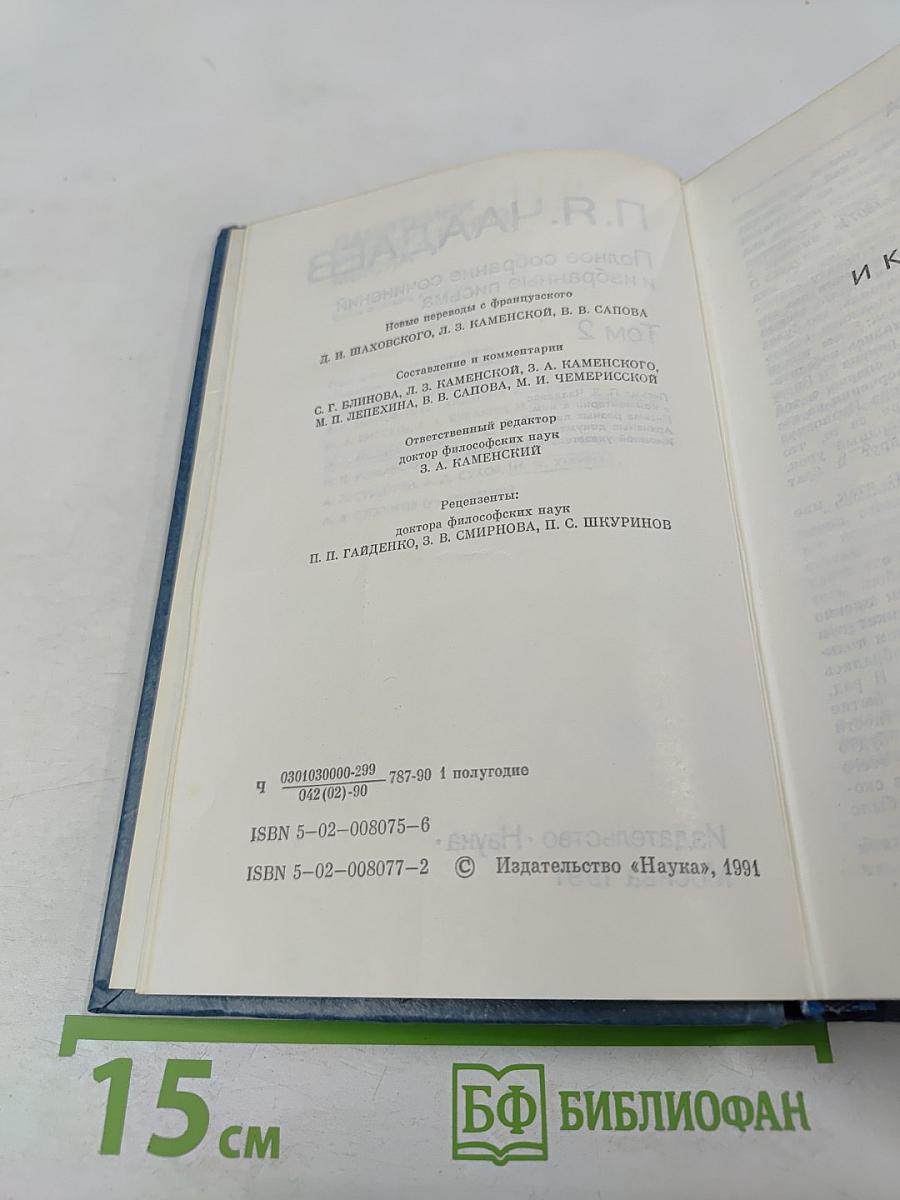 Новые переводы с французского
Д. И. ШАХОВСКОГО, Л. З. КАМЕНСКОЙ, В. В. САПОВА
Составление и комментарии
С. Г. БЛИНОВА, Л. З. КАМЕНСКОЙ, З. А. КАМЕНСКОГО,
М. П. ЛЕПЕХИНА, В. В. САПОВА, М. И. ЧЕМЕРИССКОЙ
Ответственный редактор
доктор философских наук
З. А. КАМЕНСКИЙ
Рецензенты:
доктора философских наук
П. П. ГАЙДЕНКО, З. В. СМИРНОВА, П. С. ШКУРИНОВ
Ч 0301030000-299
042(02)-90
787-90 1 полугодие
ISBN 5-02-008075-6
ISBN 5-02-008077-2 © Издательство «Наука», 1991
И К
15 см
БФ БИБЛИОФАН